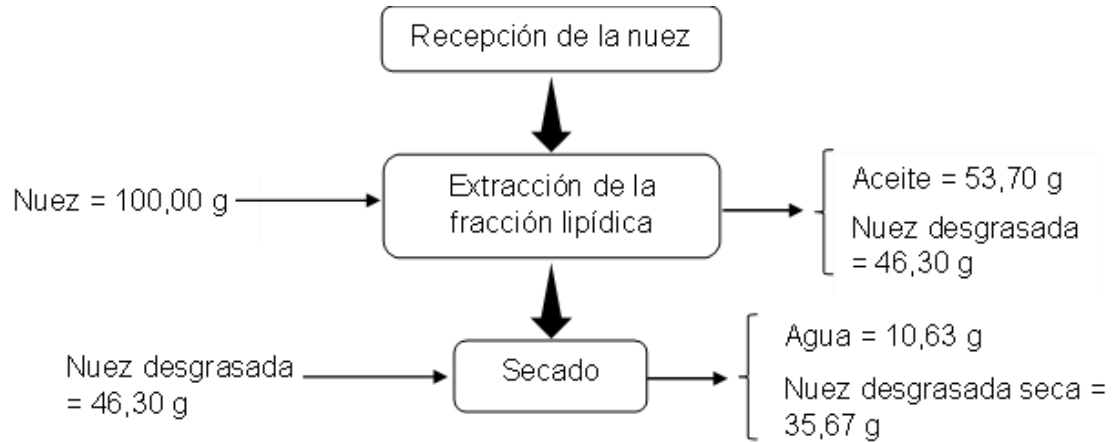 Recepción de la nuez
Nuez = 100,00 g
Extracción de la
fracción lipídica
Aceite = 53,70 g
Nuez desgrasada
= 46,30 g
Nuez desgrasada
= 46,30 g
Secado
Agua = 10,63 g
Nuez desgrasada seca =
35,67 g